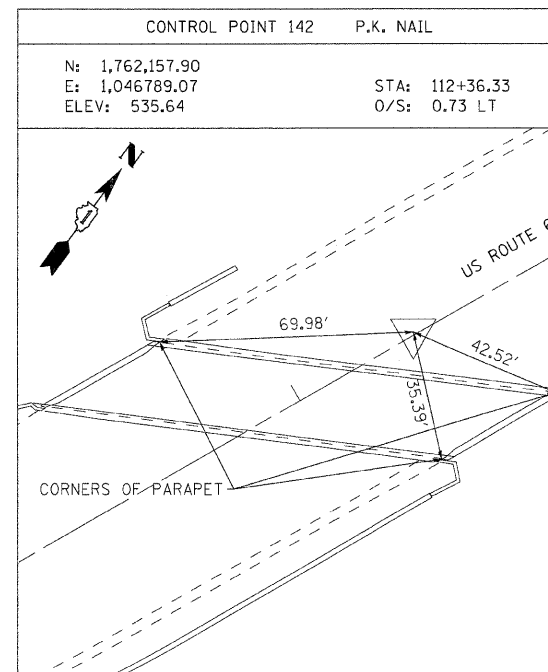 CONTROL POINT 142 P.K. NAIL
N: 1,762,157.90
E: 1,046789.07 STA: 112+36.33
ELEV: 535.64 O/S: 0.73 LT
N
US ROUTE 6
69.98'
42.52'
35.39'
CORNERS OF PARAPET